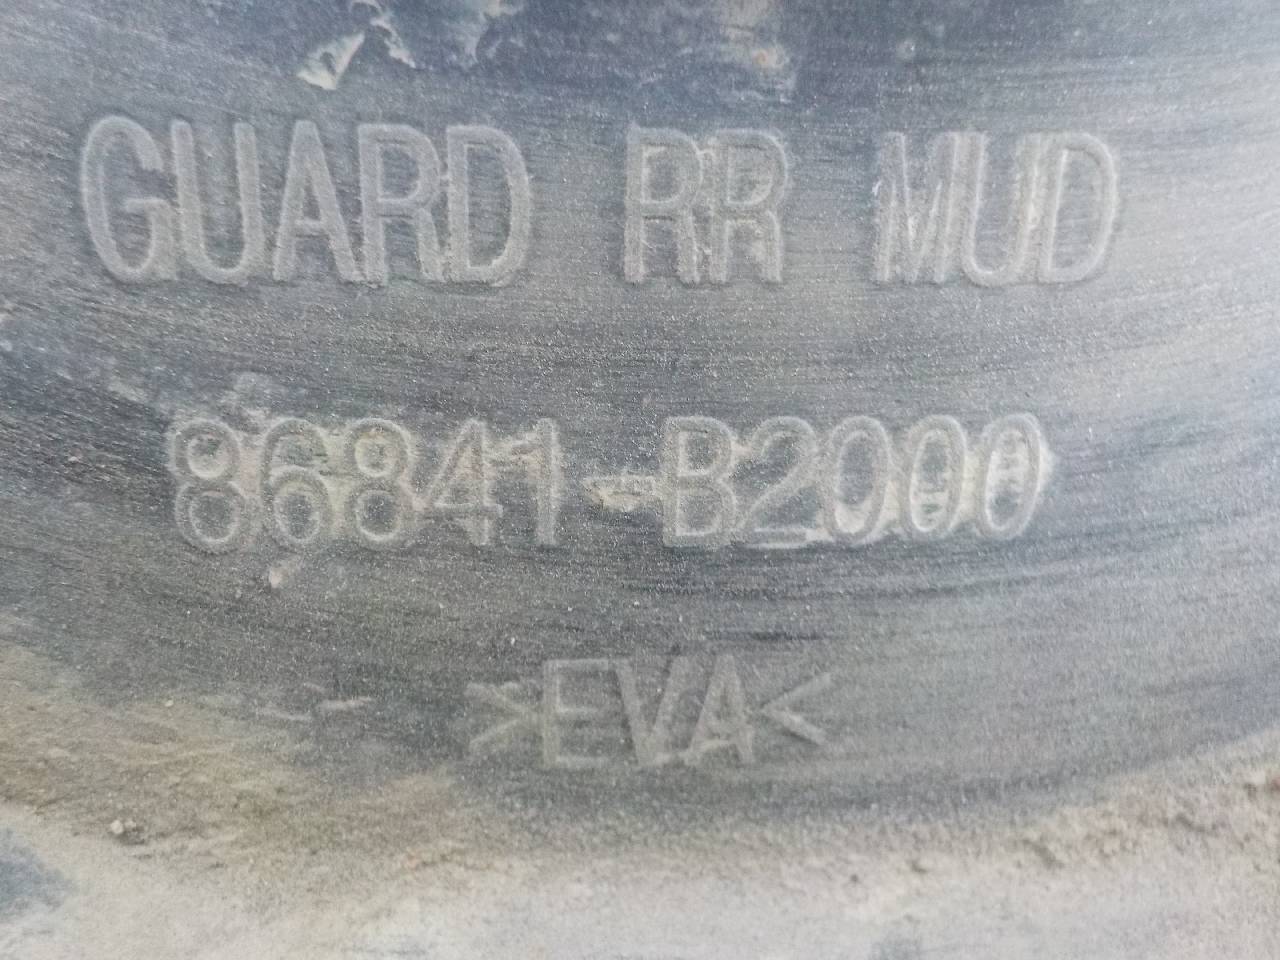 GUARD RR MUD
86841-B2000
>EVA<